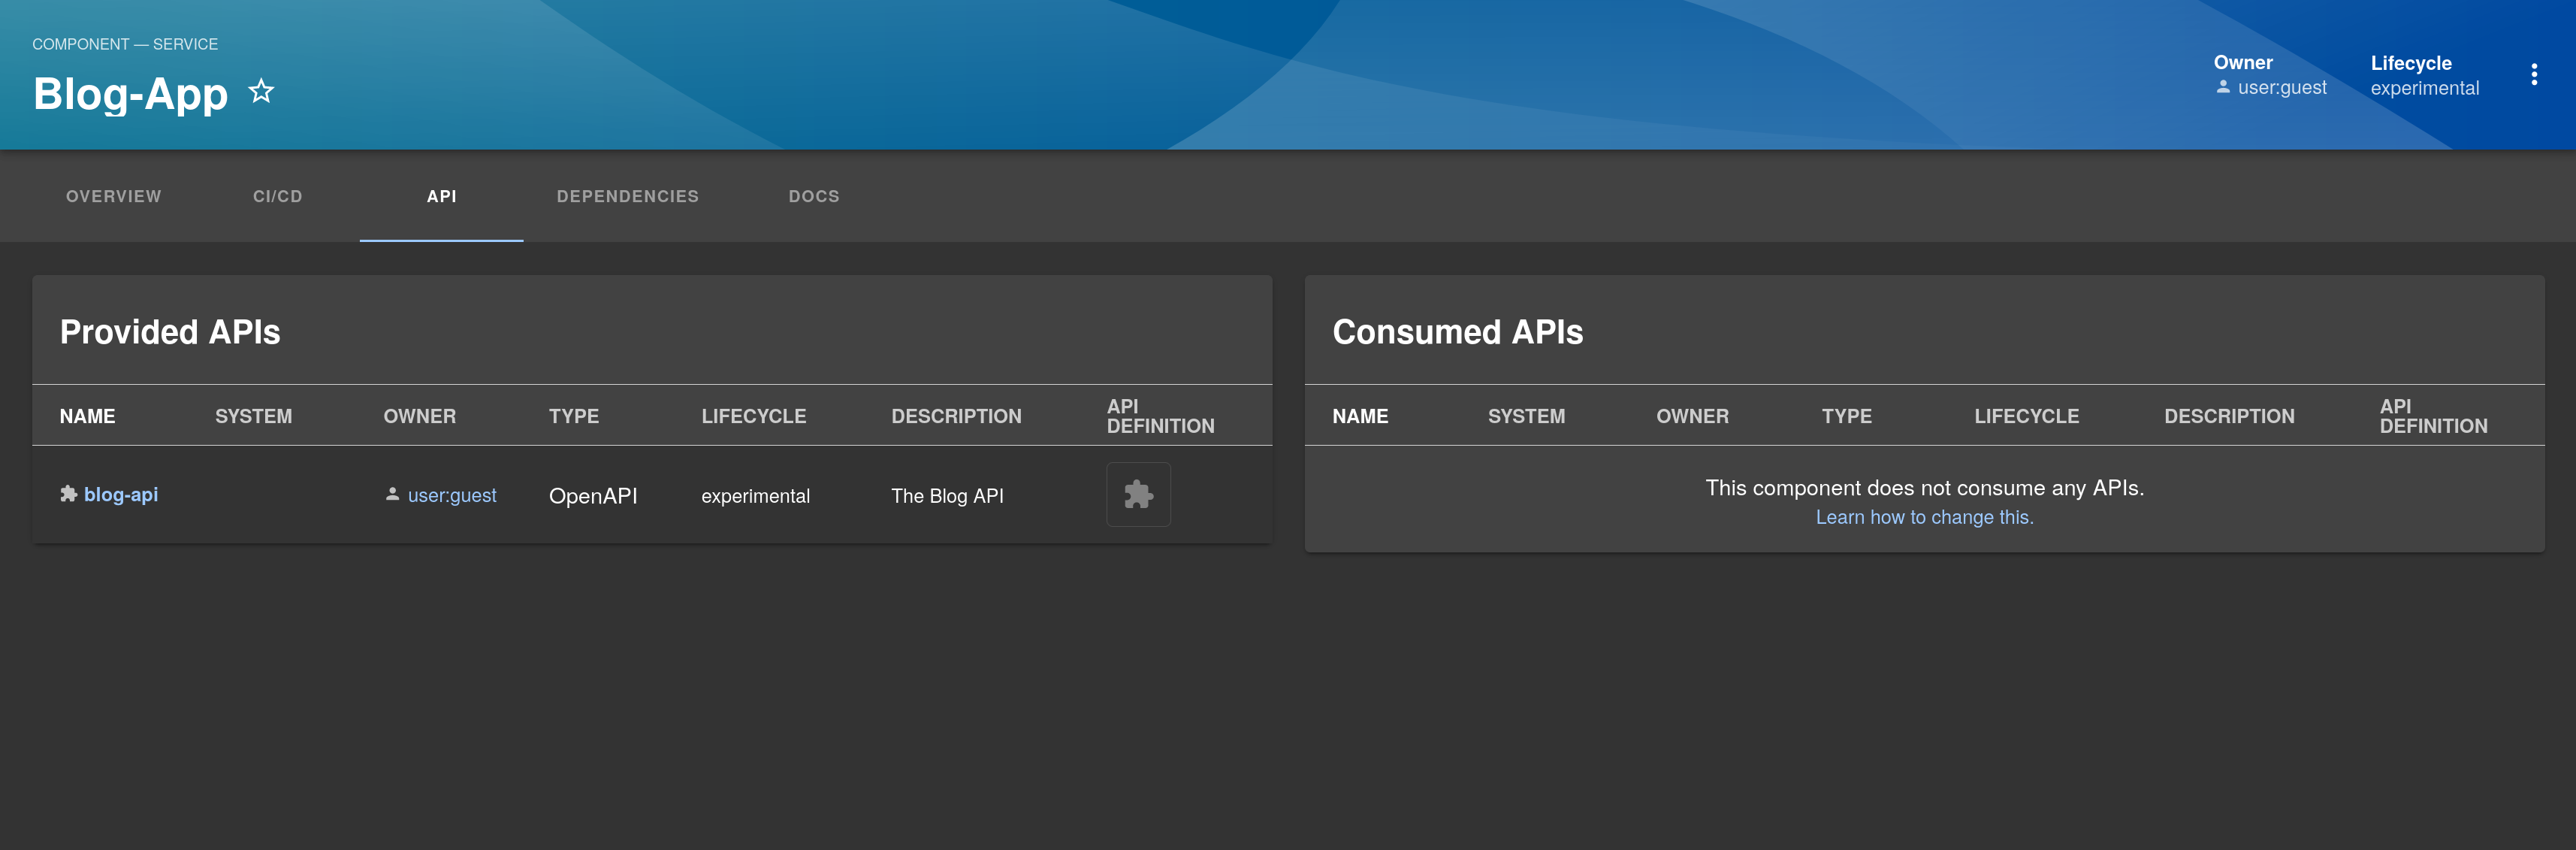 COMPONENT — SERVICE
Blog-App
Owner
user:guest
Lifecycle
experimental
OVERVIEW CI/CD API DEPENDENCIES DOCS
Provided APIs
NAME SYSTEM OWNER TYPE LIFECYCLE DESCRIPTION API DEFINITION
blog-api user:guest OpenAPI experimental The Blog API
Consumed APIs
NAME SYSTEM OWNER TYPE LIFECYCLE DESCRIPTION API DEFINITION
This component does not consume any APIs.
Learn how to change this.